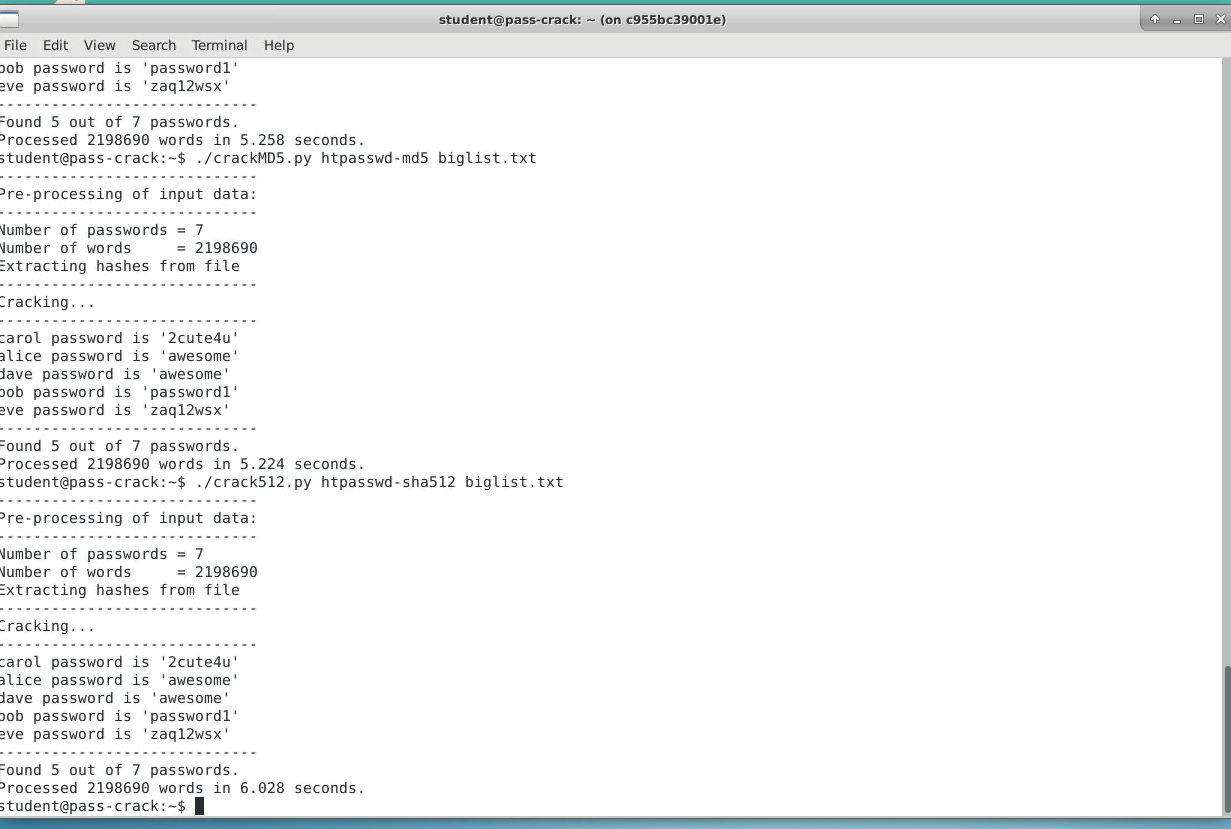 student@pass-crack: ~ (on c955bc39001e)
File Edit View Search Terminal Help
bob password is 'password1'
eve password is 'zaq12wsx'
-----------------------------
Found 5 out of 7 passwords.
Processed 2198690 words in 5.258 seconds.
student@pass-crack:~$ ./crackMD5.py htpasswd-md5 biglist.txt
-----------------------------
Pre-processing of input data:
-----------------------------
Number of passwords = 7
Number of words     = 2198690
Extracting hashes from file
-----------------------------
Cracking...
-----------------------------
carol password is '2cute4u'
alice password is 'awesome'
dave password is 'awesome'
bob password is 'password1'
eve password is 'zaq12wsx'
-----------------------------
Found 5 out of 7 passwords.
Processed 2198690 words in 5.224 seconds.
student@pass-crack:~$ ./crack512.py htpasswd-sha512 biglist.txt
-----------------------------
Pre-processing of input data:
-----------------------------
Number of passwords = 7
Number of words     = 2198690
Extracting hashes from file
-----------------------------
Cracking...
-----------------------------
carol password is '2cute4u'
alice password is 'awesome'
dave password is 'awesome'
bob password is 'password1'
eve password is 'zaq12wsx'
-----------------------------
Found 5 out of 7 passwords.
Processed 2198690 words in 6.028 seconds.
student@pass-crack:~$